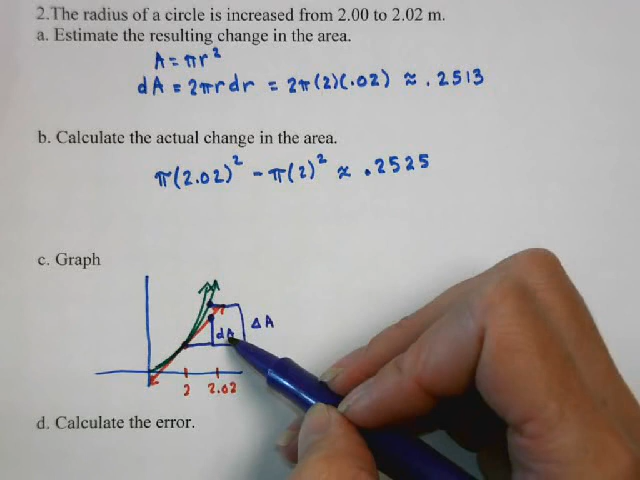 2.The radius of a circle is increased from 2.00 to 2.02 m.
a. Estimate the resulting change in the area.
A = πr²
dA = 2πrdr = 2π(2)(.02) ≈ .2513
b. Calculate the actual change in the area.
π(2.02)² - π(2)² ≈ .2525
c. Graph
ΔA
dA
2 2.02
d. Calculate the error.